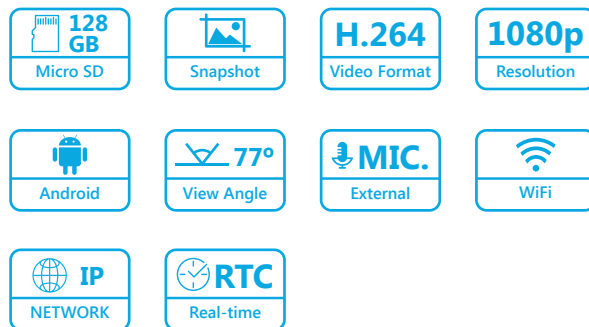 128
GB
Micro SD
Snapshot
H.264
Video Format
1080p
Resolution
Android
77º
View Angle
MIC.
External
WiFi
IP
NETWORK
RTC
Real-time